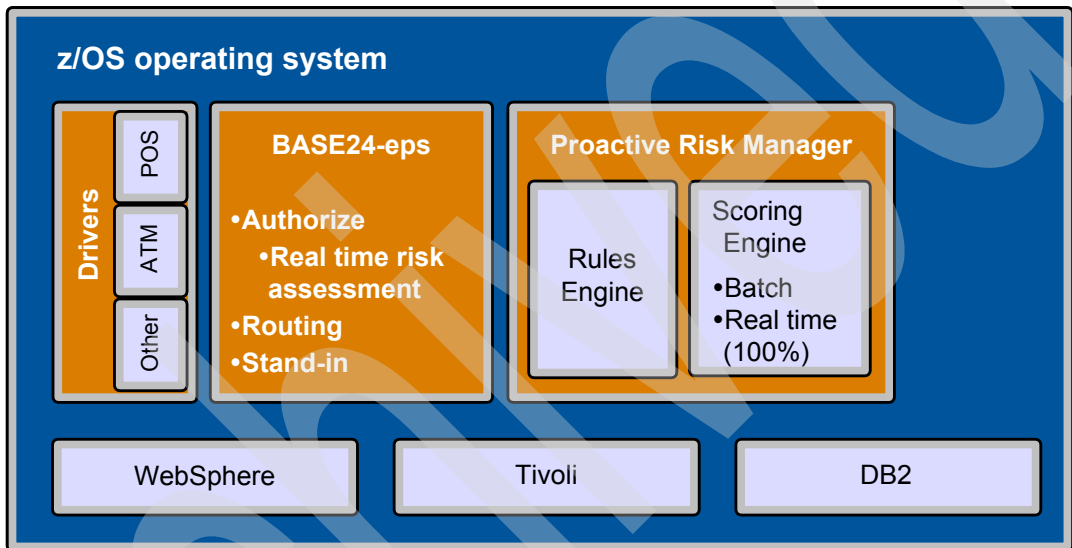 z/OS operating system
Drivers
POS
ATM
Other
BASE24-eps
•Authorize
•Real time risk
assessment
•Routing
•Stand-in
Proactive Risk Manager
Rules
Engine
Scoring
Engine
•Batch
•Real time
(100%)
WebSphere
Tivoli
DB2